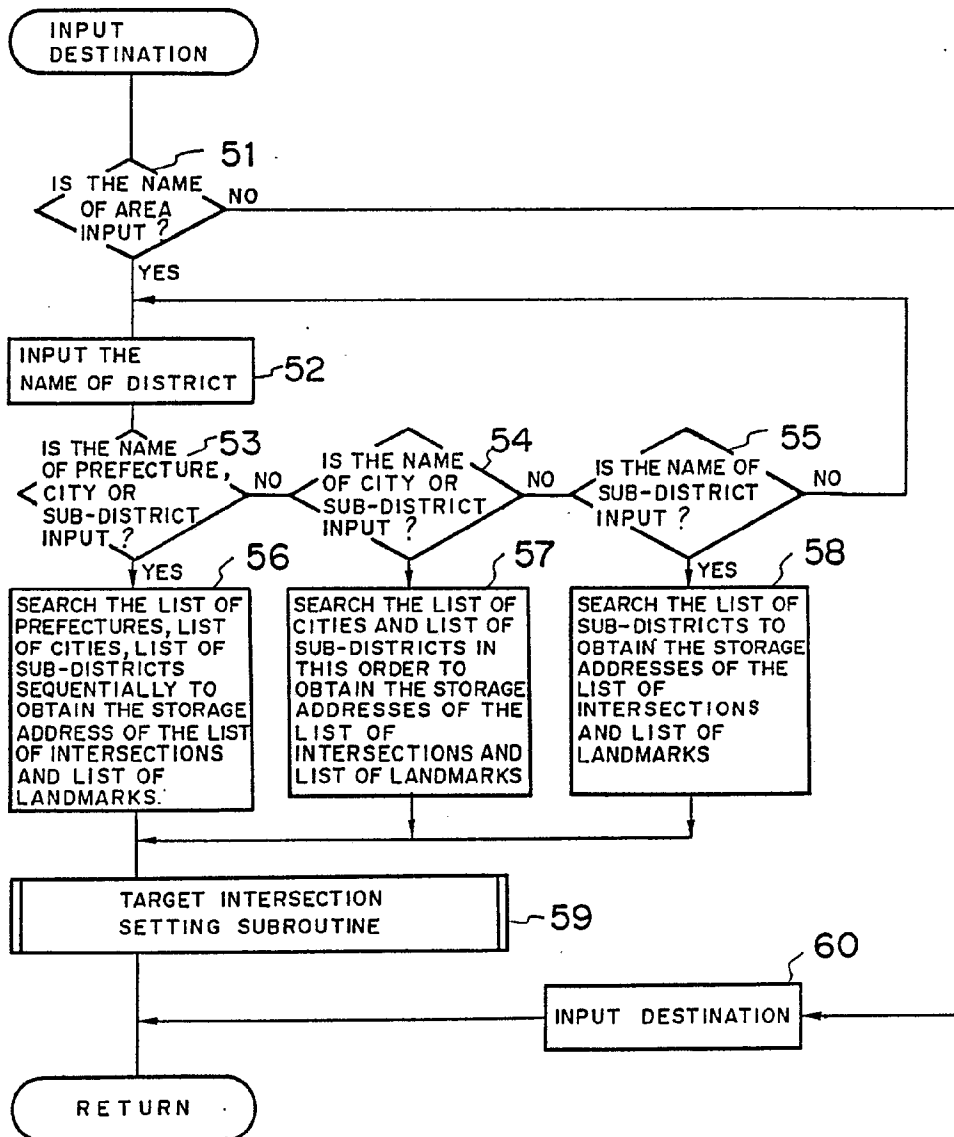 INPUT
DESTINATION
51
IS THE NAME
OF AREA
INPUT ?
NO
YES
INPUT THE
NAME OF DISTRICT
52
IS THE NAME
OF PREFECTURE,
CITY OR
SUB-DISTRICT
INPUT ?
53
NO
YES
IS THE NAME
OF CITY OR
SUB-DISTRICT
INPUT ?
54
NO
IS THE NAME OF
SUB-DISTRICT
INPUT ?
55
NO
YES
56
SEARCH THE LIST OF
PREFECTURES, LIST
OF CITIES, LIST OF
SUB-DISTRICTS
SEQUENTIALLY TO
OBTAIN THE STORAGE
ADDRESS OF THE LIST
OF INTERSECTIONS
AND LIST OF
LANDMARKS.
57
SEARCH THE LIST OF
CITIES AND LIST OF
SUB-DISTRICTS IN
THIS ORDER TO
OBTAIN THE STORAGE
ADDRESSES OF THE
LIST OF
INTERSECTIONS AND
LIST OF LANDMARKS
58
SEARCH THE LIST OF
SUB-DISTRICTS TO
OBTAIN THE STORAGE
ADDRESSES OF THE
LIST OF
INTERSECTIONS
AND LIST OF
LANDMARKS
TARGET INTERSECTION
SETTING SUBROUTINE
59
60
INPUT DESTINATION
RETURN